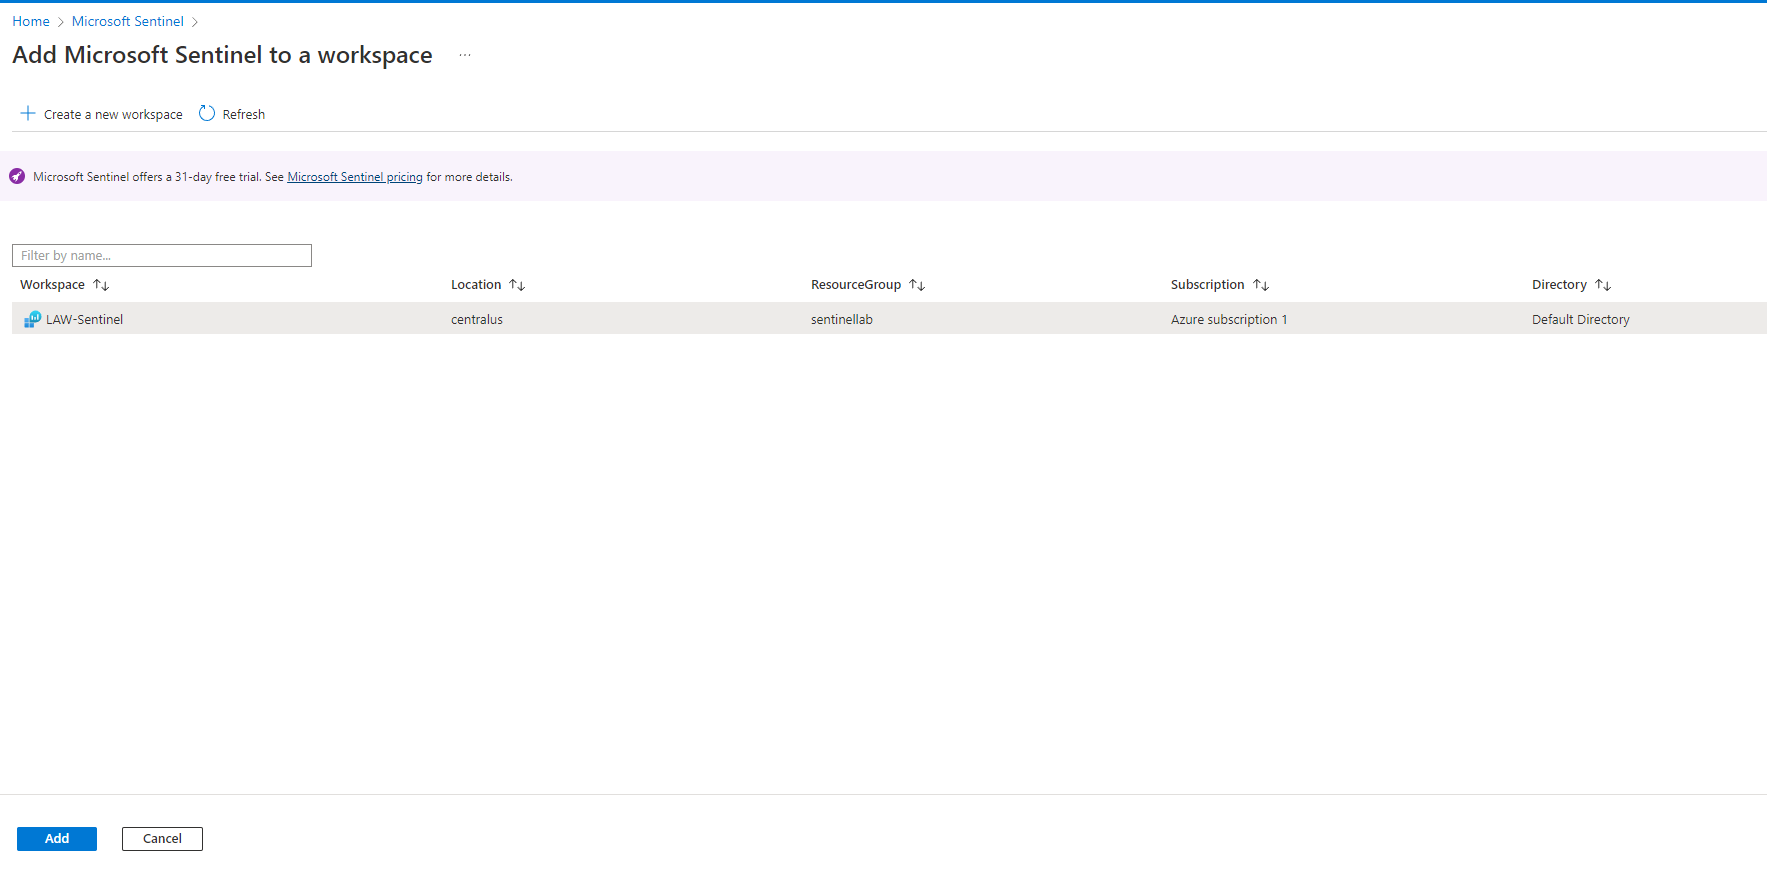 Home > Microsoft Sentinel >
Add Microsoft Sentinel to a workspace ...
Create a new workspace Refresh
Microsoft Sentinel offers a 31-day free trial. See Microsoft Sentinel pricing for more details.
Filter by name...
Workspace Location ResourceGroup Subscription Directory
LAW-Sentinel centralus sentinellab Azure subscription 1 Default Directory
Add Cancel